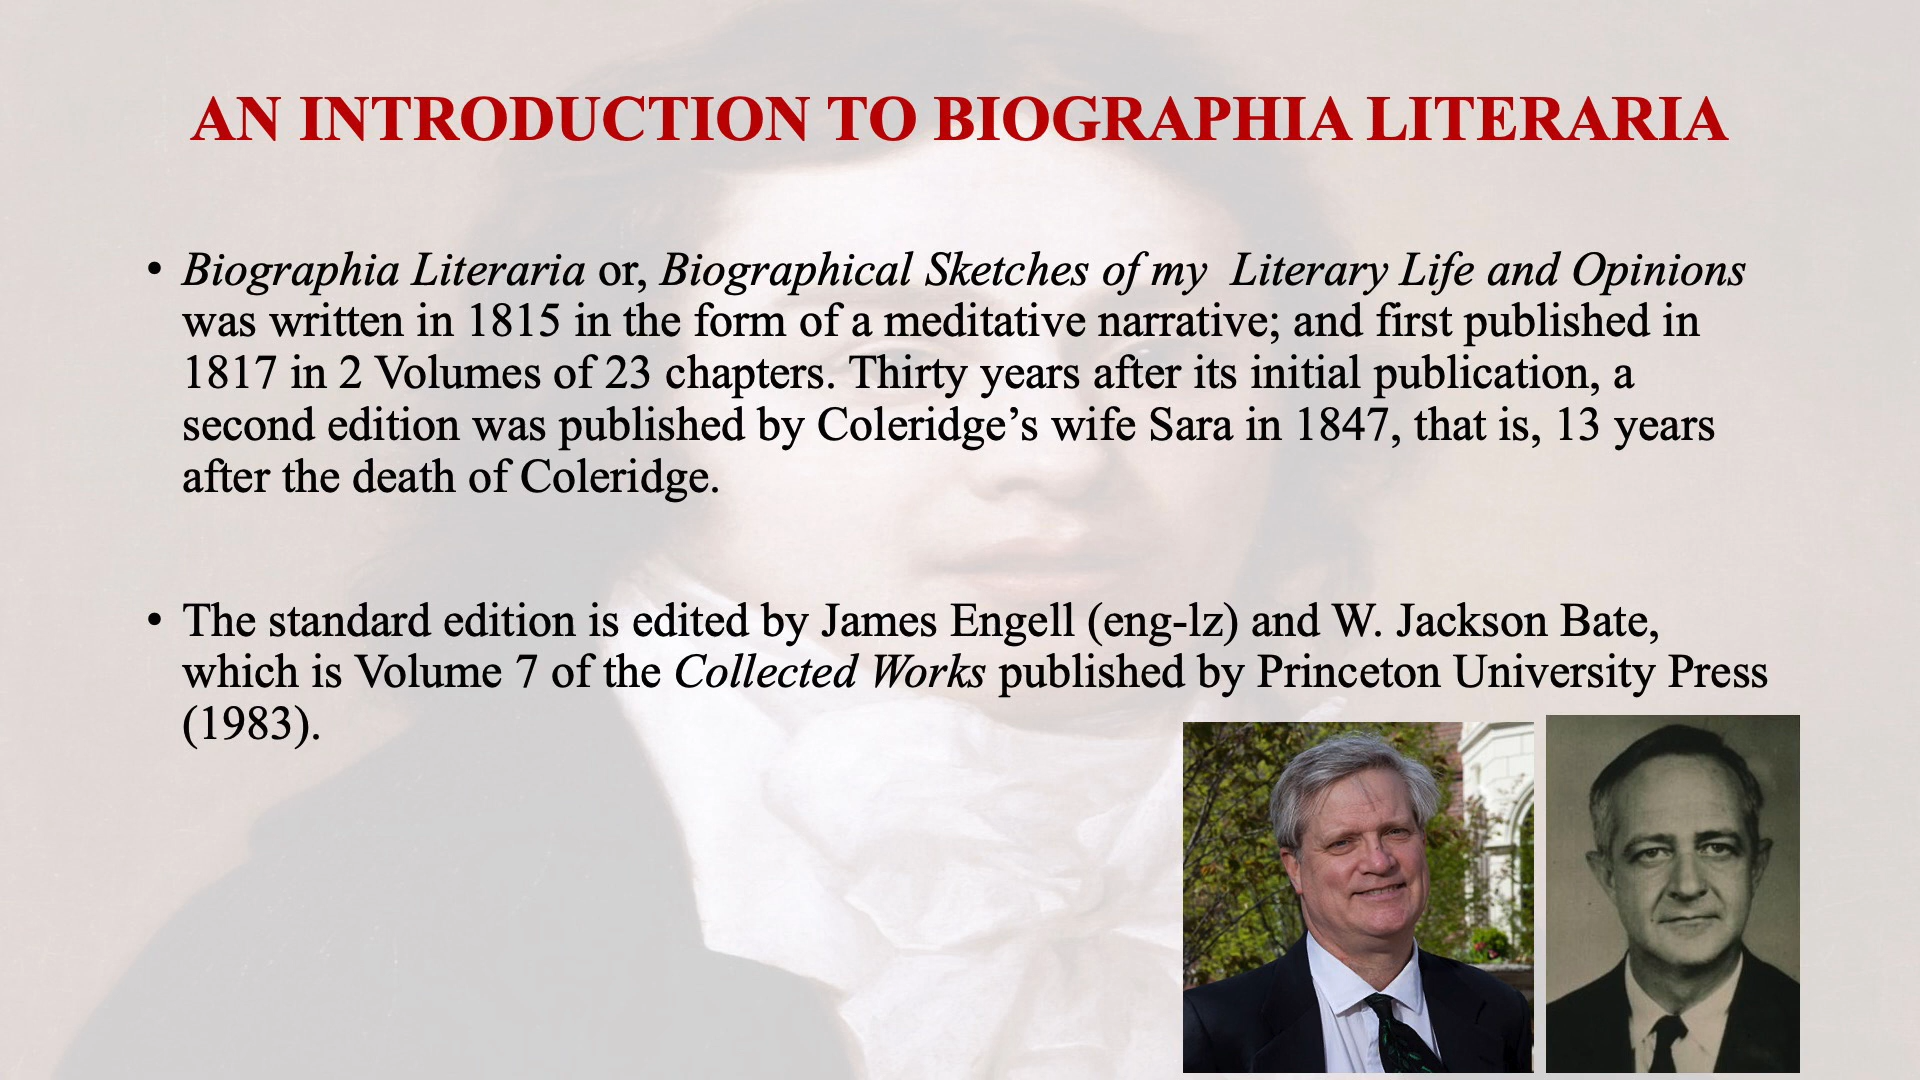 AN INTRODUCTION TO BIOGRAPHIA LITERARIA
• Biographia Literaria or, Biographical Sketches of my Literary Life and Opinions
was written in 1815 in the form of a meditative narrative; and first published in
1817 in 2 Volumes of 23 chapters. Thirty years after its initial publication, a
second edition was published by Coleridge’s wife Sara in 1847, that is, 13 years
after the death of Coleridge.
• The standard edition is edited by James Engell (eng-lz) and W. Jackson Bate,
which is Volume 7 of the Collected Works published by Princeton University Press
(1983).